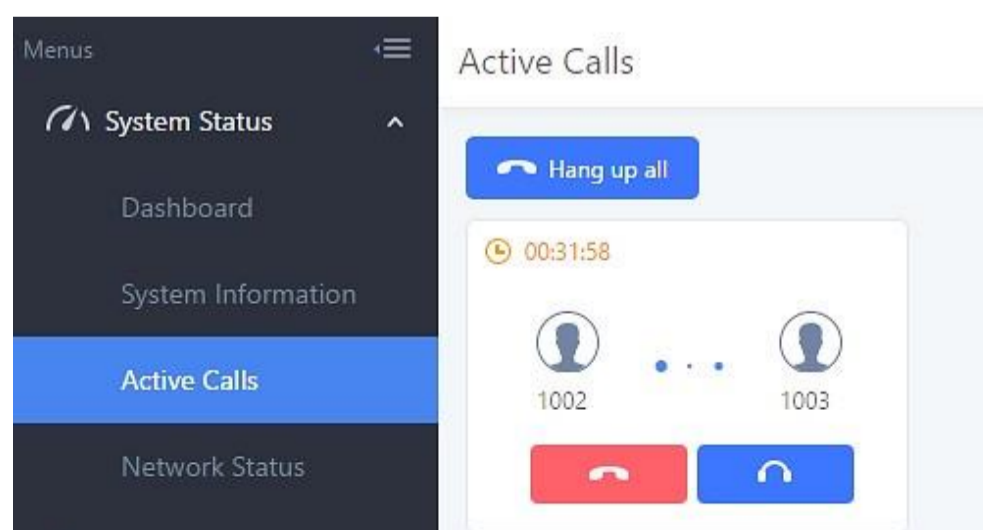 Menus
System Status
Dashboard
System Information
Active Calls
Network Status
Active Calls
Hang up all
00:31:58
1002
1003